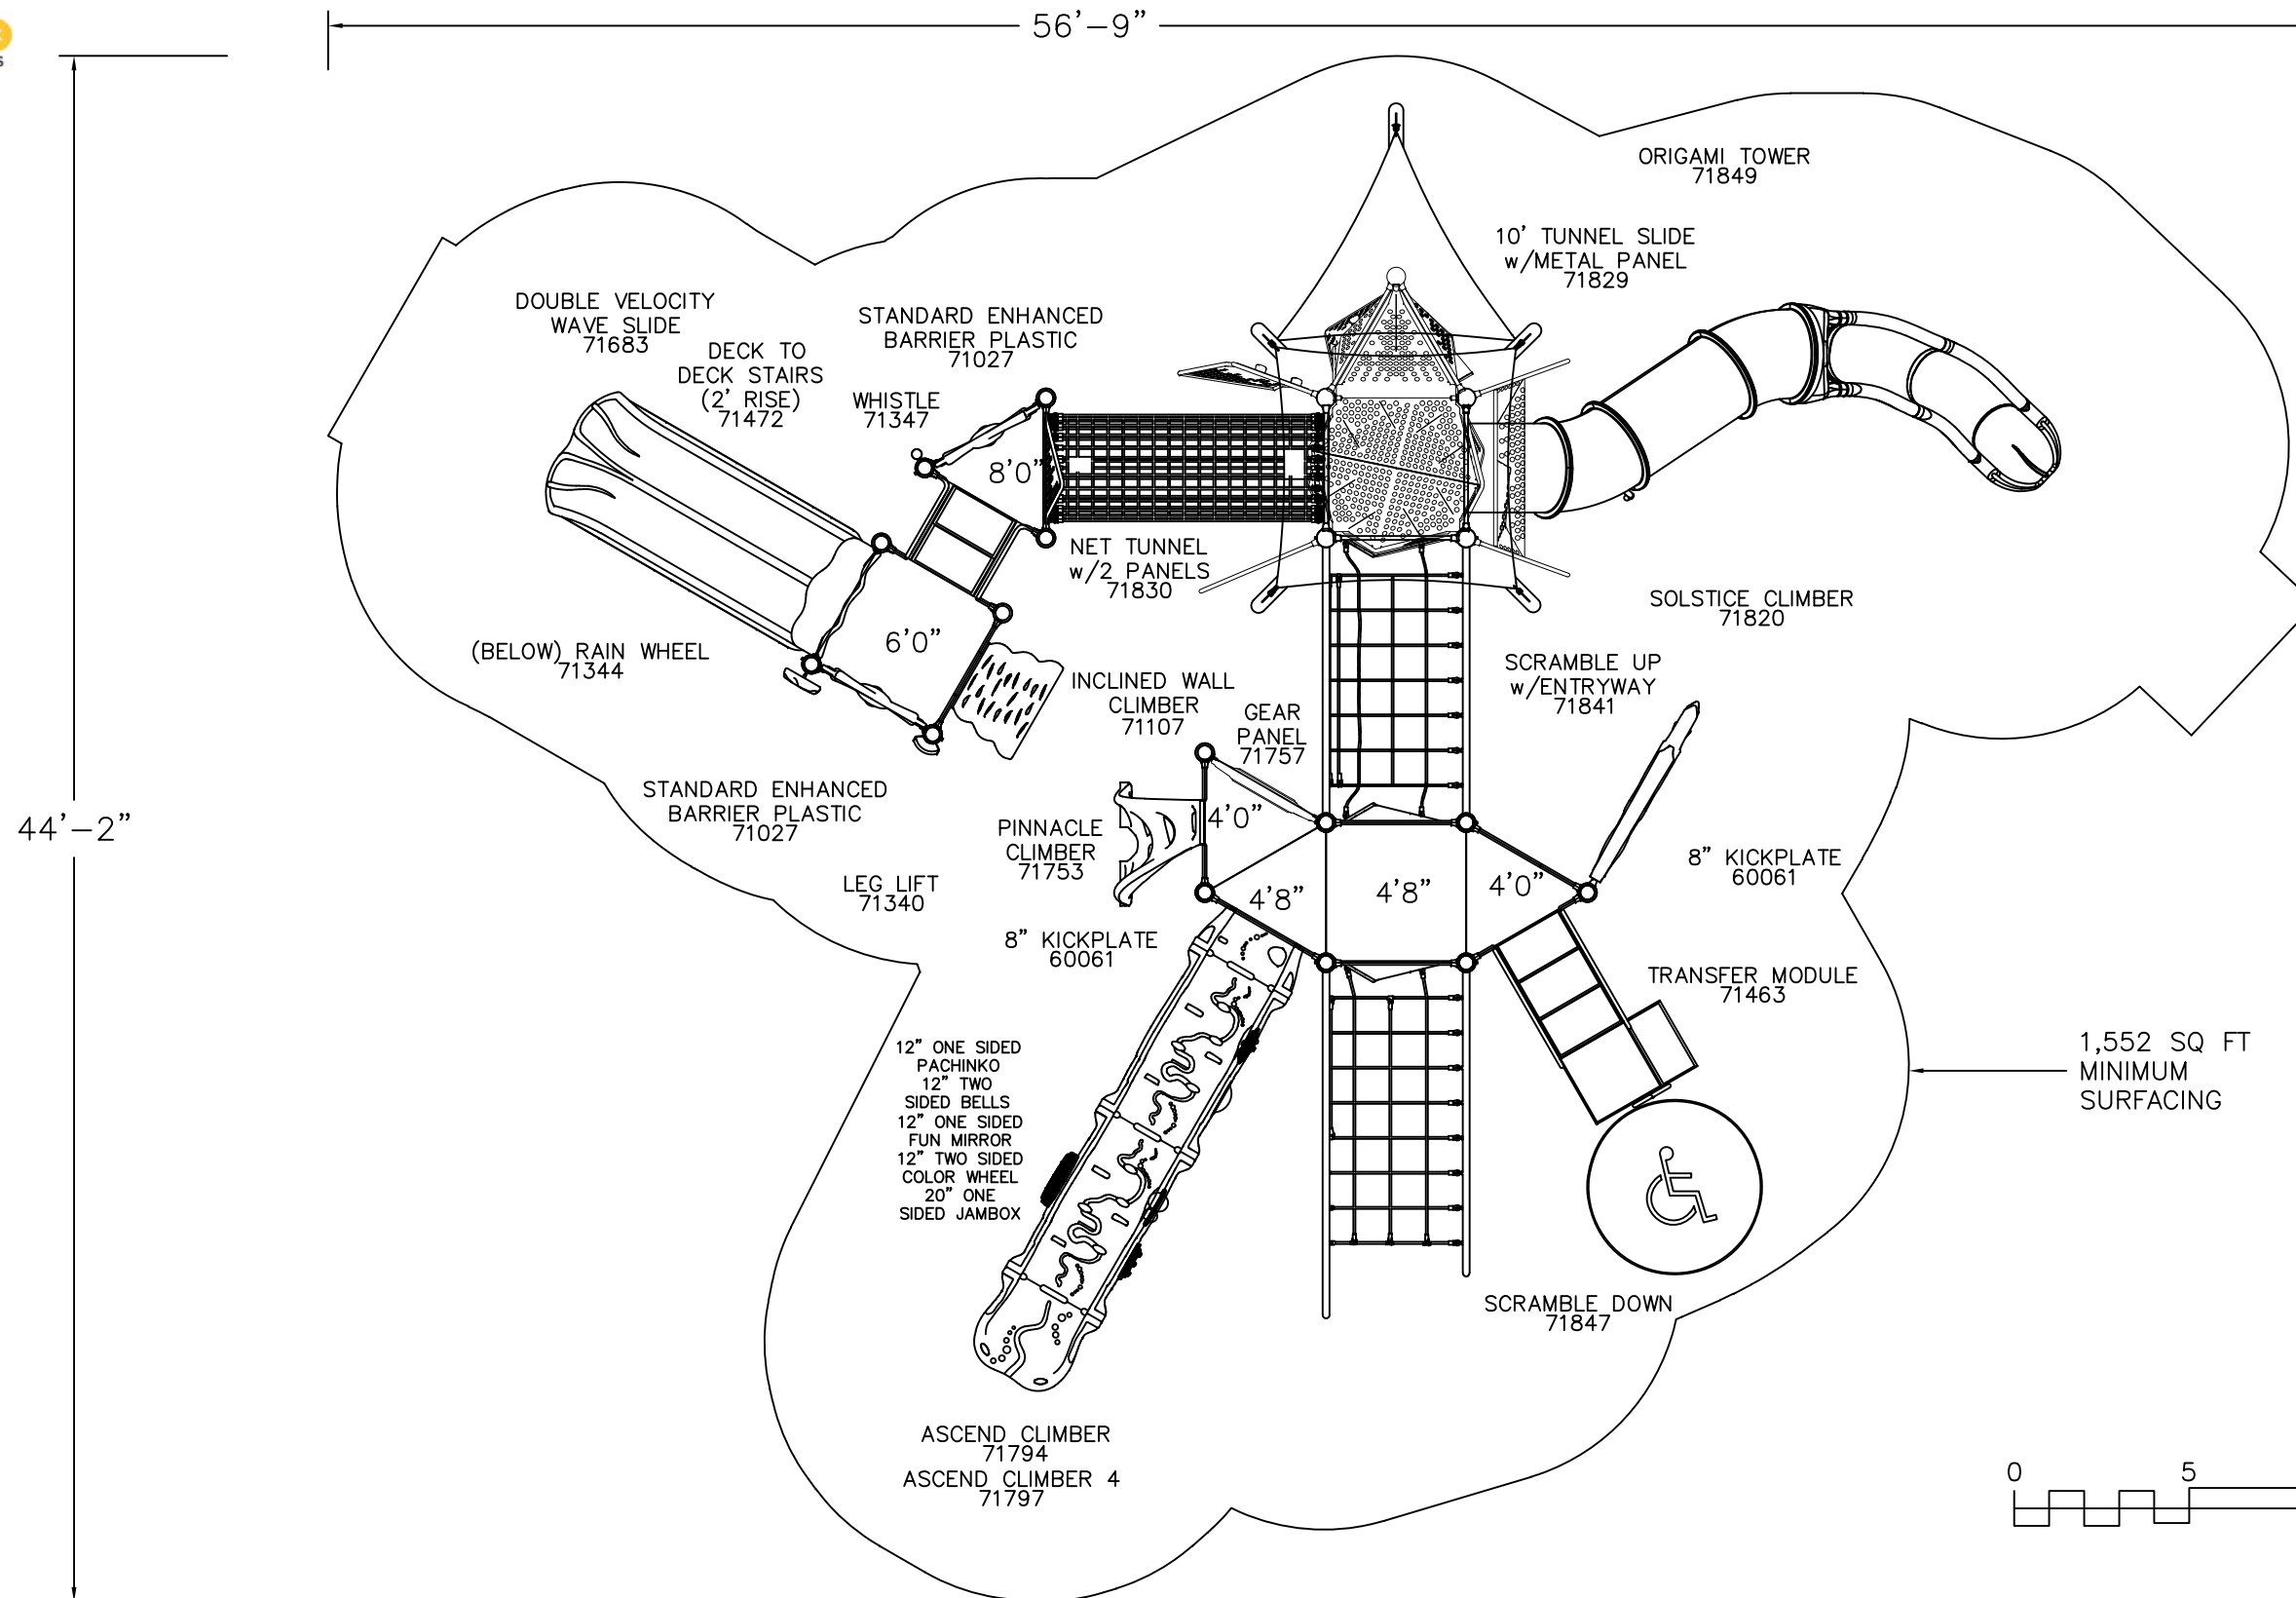 56'-9"
ORIGAMI TOWER
71849
10' TUNNEL SLIDE
w/METAL PANEL
71829
DOUBLE VELOCITY
WAVE SLIDE
71683
STANDARD ENHANCED
BARRIER PLASTIC
71027
DECK TO
DECK STAIRS
(2' RISE)
71472
WHISTLE
71347
8'0"
NET TUNNEL
w/2 PANELS
71830
SOLSTICE CLIMBER
71820
6'0"
(BELOW) RAIN WHEEL
71344
SCRAMBLE UP
w/ENTRYWAY
71841
INCLINED WALL
CLIMBER
71107
GEAR
PANEL
71757
STANDARD ENHANCED
BARRIER PLASTIC
71027
44'-2"
4'0"
PINNACLE
CLIMBER
71753
8" KICKPLATE
60061
LEG LIFT
71340
4'8"
4'8"
4'0"
8" KICKPLATE
60061
TRANSFER MODULE
71463
1,552 SQ FT
MINIMUM
SURFACING
12" ONE SIDED
PACHINKO
12" TWO
SIDED BELLS
12" ONE SIDED
FUN MIRROR
12" TWO SIDED
COLOR WHEEL
20" ONE
SIDED JAMBOX
SCRAMBLE DOWN
71847
ASCEND CLIMBER
71794
ASCEND CLIMBER 4
71797
0
5